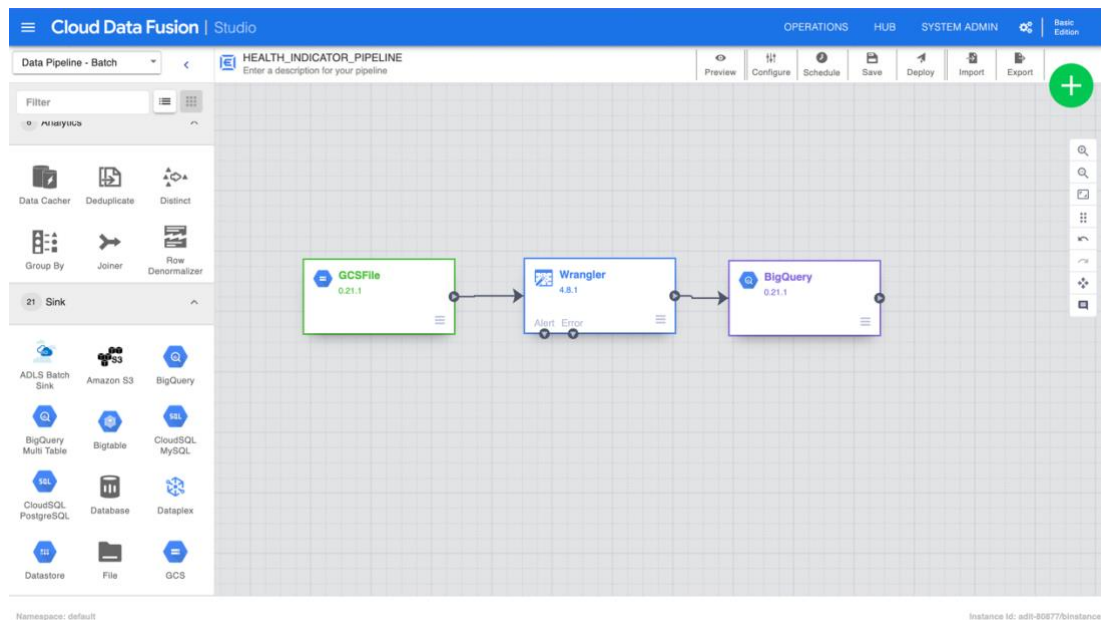 Cloud Data Fusion | Studio
OPERATIONS HUB SYSTEM ADMIN Basic Edition
Data Pipeline - Batch
HEALTH_INDICATOR_PIPELINE
Enter a description for your pipeline
Preview Configure Schedule Save Deploy Import Export
Filter
6 Analytics
Data Cacher Deduplicate Distinct
Group By Joiner Row Denormalizer
21 Sink
ADLS Batch Sink Amazon S3 BigQuery
BigQuery Multi Table Bigtable CloudSQL MySQL
CloudSQL PostgreSQL Database Dataplex
Datastore File GCS
GCSFile
0.21.1
Wrangler
4.8.1
Alert Error
BigQuery
0.21.1
Namespace: default
Instance Id: adit-80877/binstance